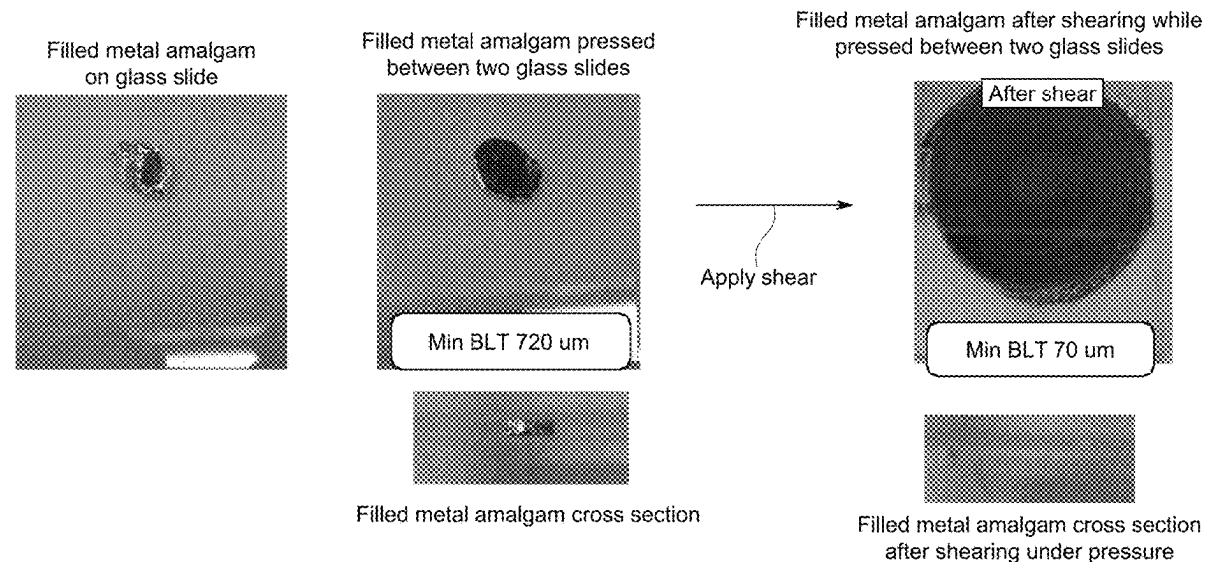 Filled metal amalgam
on glass slide
Filled metal amalgam pressed
between two glass slides
Min BLT 720 um
Filled metal amalgam cross section
Apply shear
Filled metal amalgam after shearing while
pressed between two glass slides
After shear
Min BLT 70 um
Filled metal amalgam cross section
after shearing under pressure